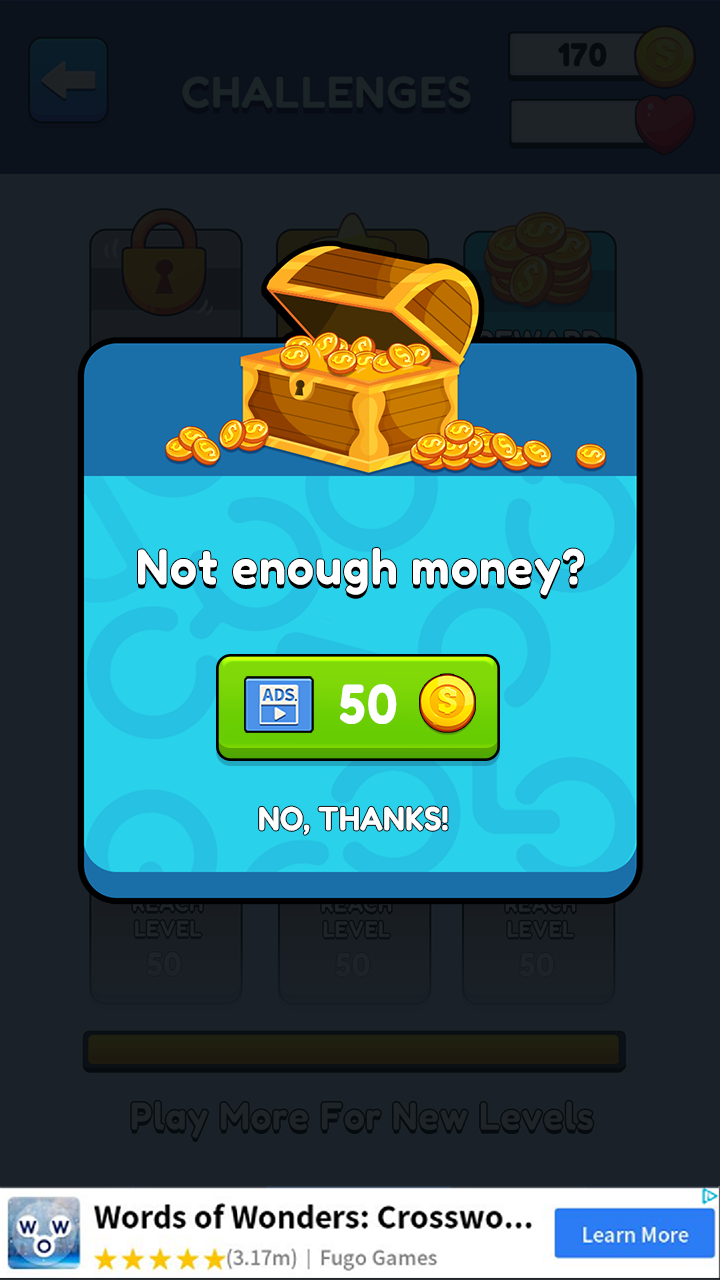 170
CHALLENGES
REWARD
Not enough money?
ADS.
50
NO, THANKS!
REACH REACH REACH
LEVEL LEVEL LEVEL
50 50 50
Play More For New Levels
W W
O
Words of Wonders: Crosswo...
(3.17m) | Fugo Games
Learn More